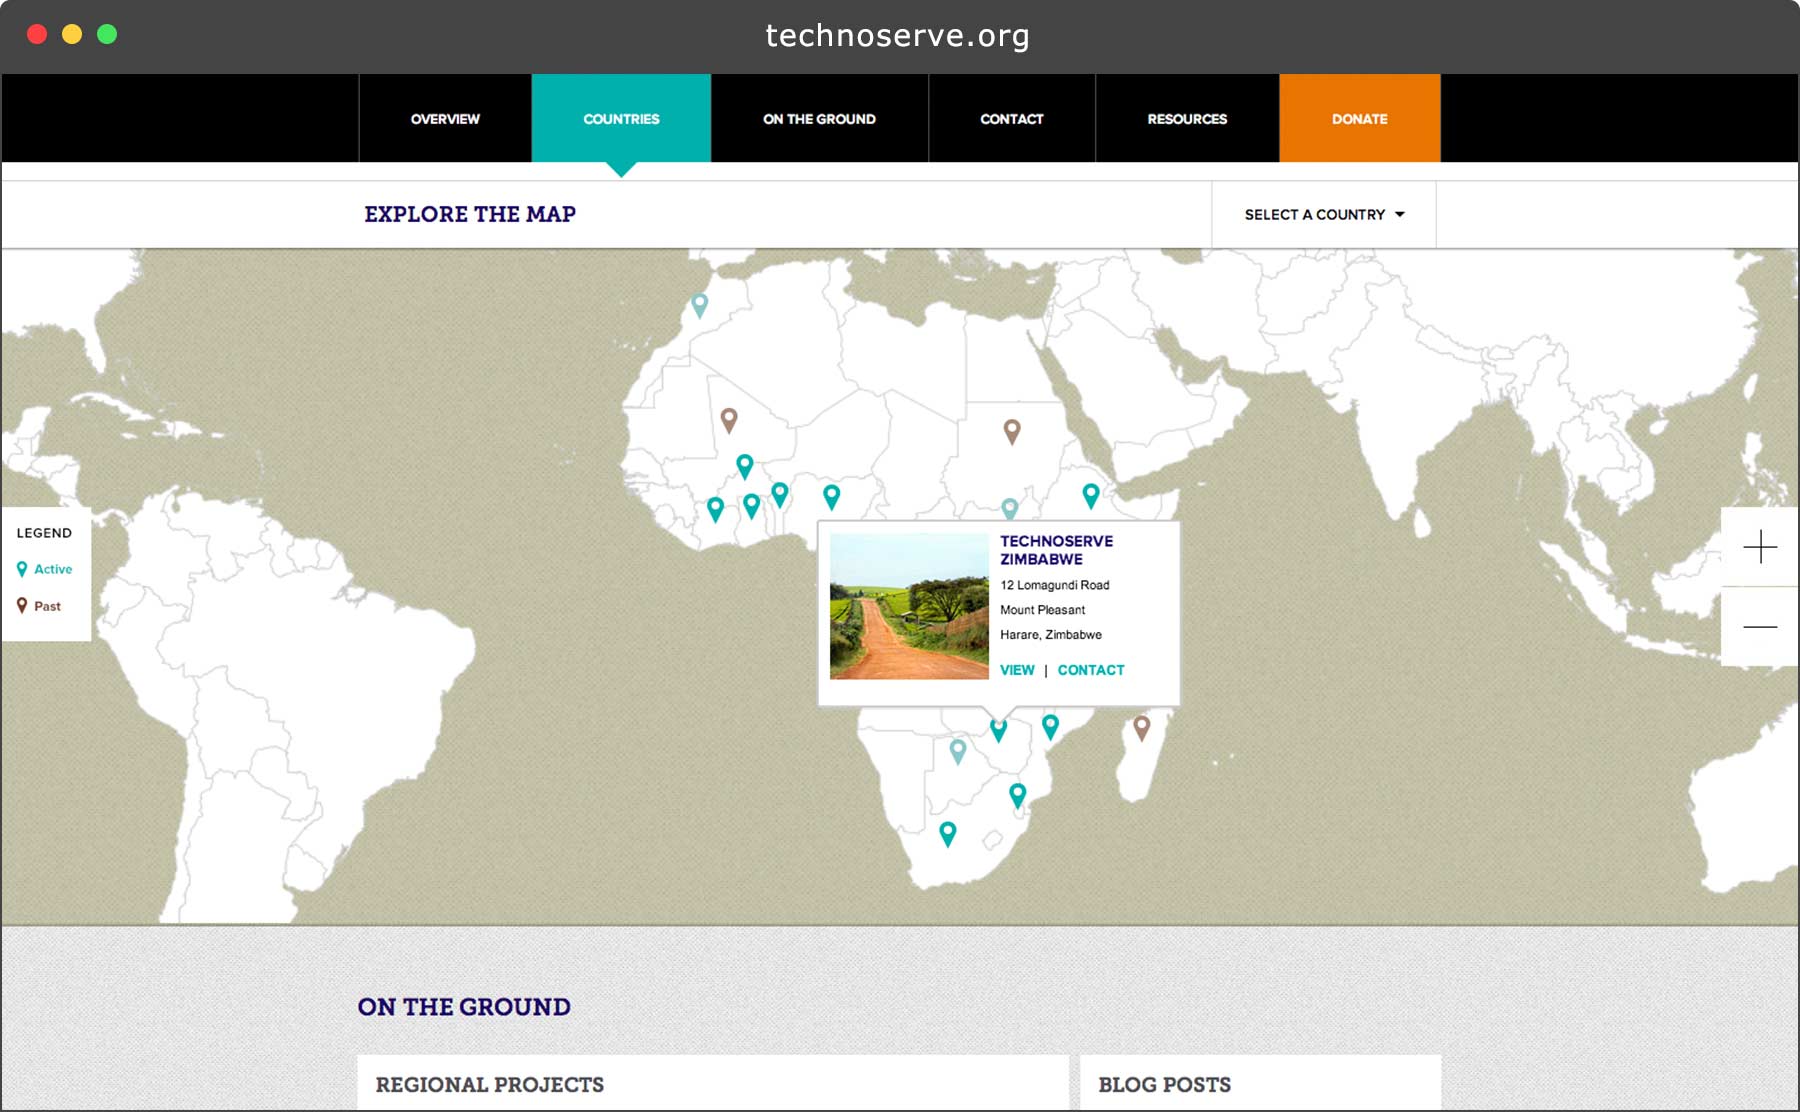 technoserve.org
OVERVIEW
COUNTRIES
ON THE GROUND
CONTACT
RESOURCES
DONATE
EXPLORE THE MAP
SELECT A COUNTRY
LEGEND
Active
Past
TECHNOSERVE
ZIMBABWE
12 Lomagundi Road
Mount Pleasant
Harare, Zimbabwe
VIEW | CONTACT
ON THE GROUND
REGIONAL PROJECTS
BLOG POSTS